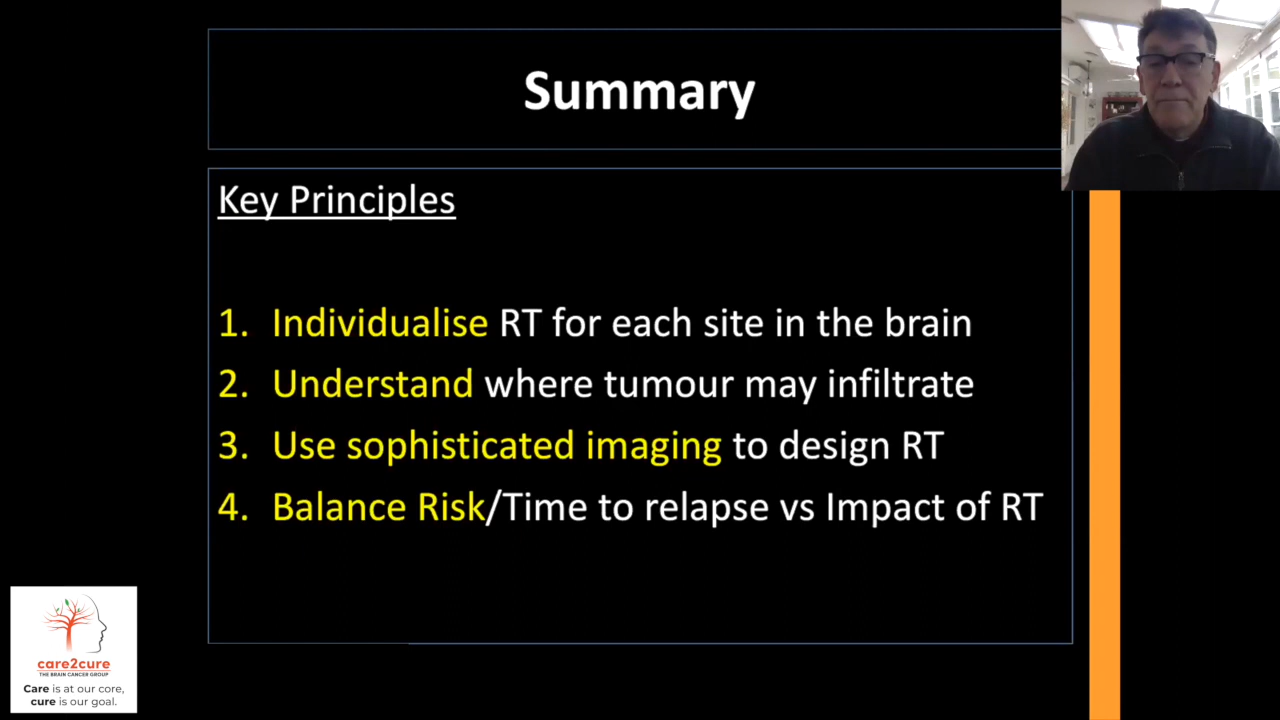 Summary
Key Principles
1. Individualise RT for each site in the brain
2. Understand where tumour may infiltrate
3. Use sophisticated imaging to design RT
4. Balance Risk/Time to relapse vs Impact of RT
care2cure
THE BRAIN CANCER GROUP
Care is at our core,
cure is our goal.